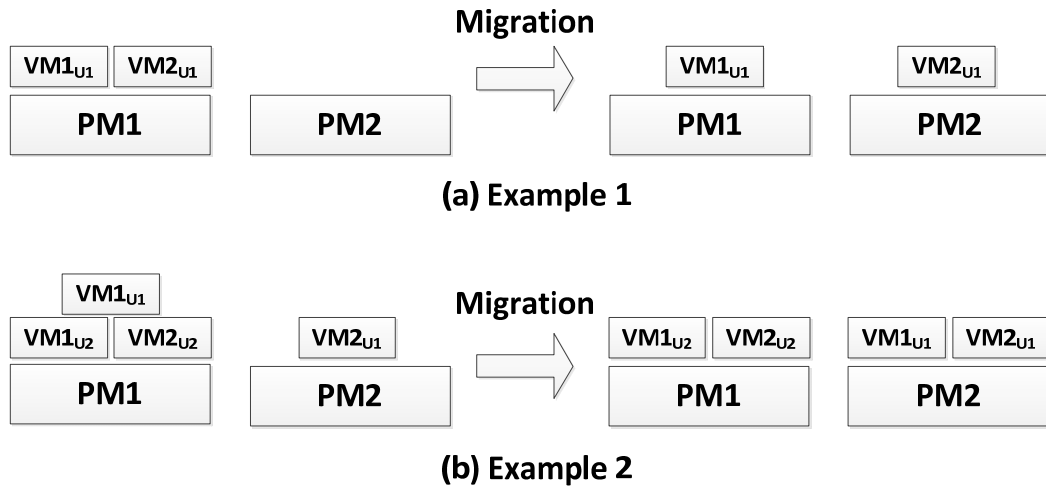 Migration
VM1U1 VM2U1 VM1U1 VM2U1
PM1 PM2 PM1 PM2
(a) Example 1
VM1U1
Migration
VM1U2 VM2U2 VM2U1 VM1U2 VM2U2 VM1U1 VM2U1
PM1 PM2 PM1 PM2
(b) Example 2